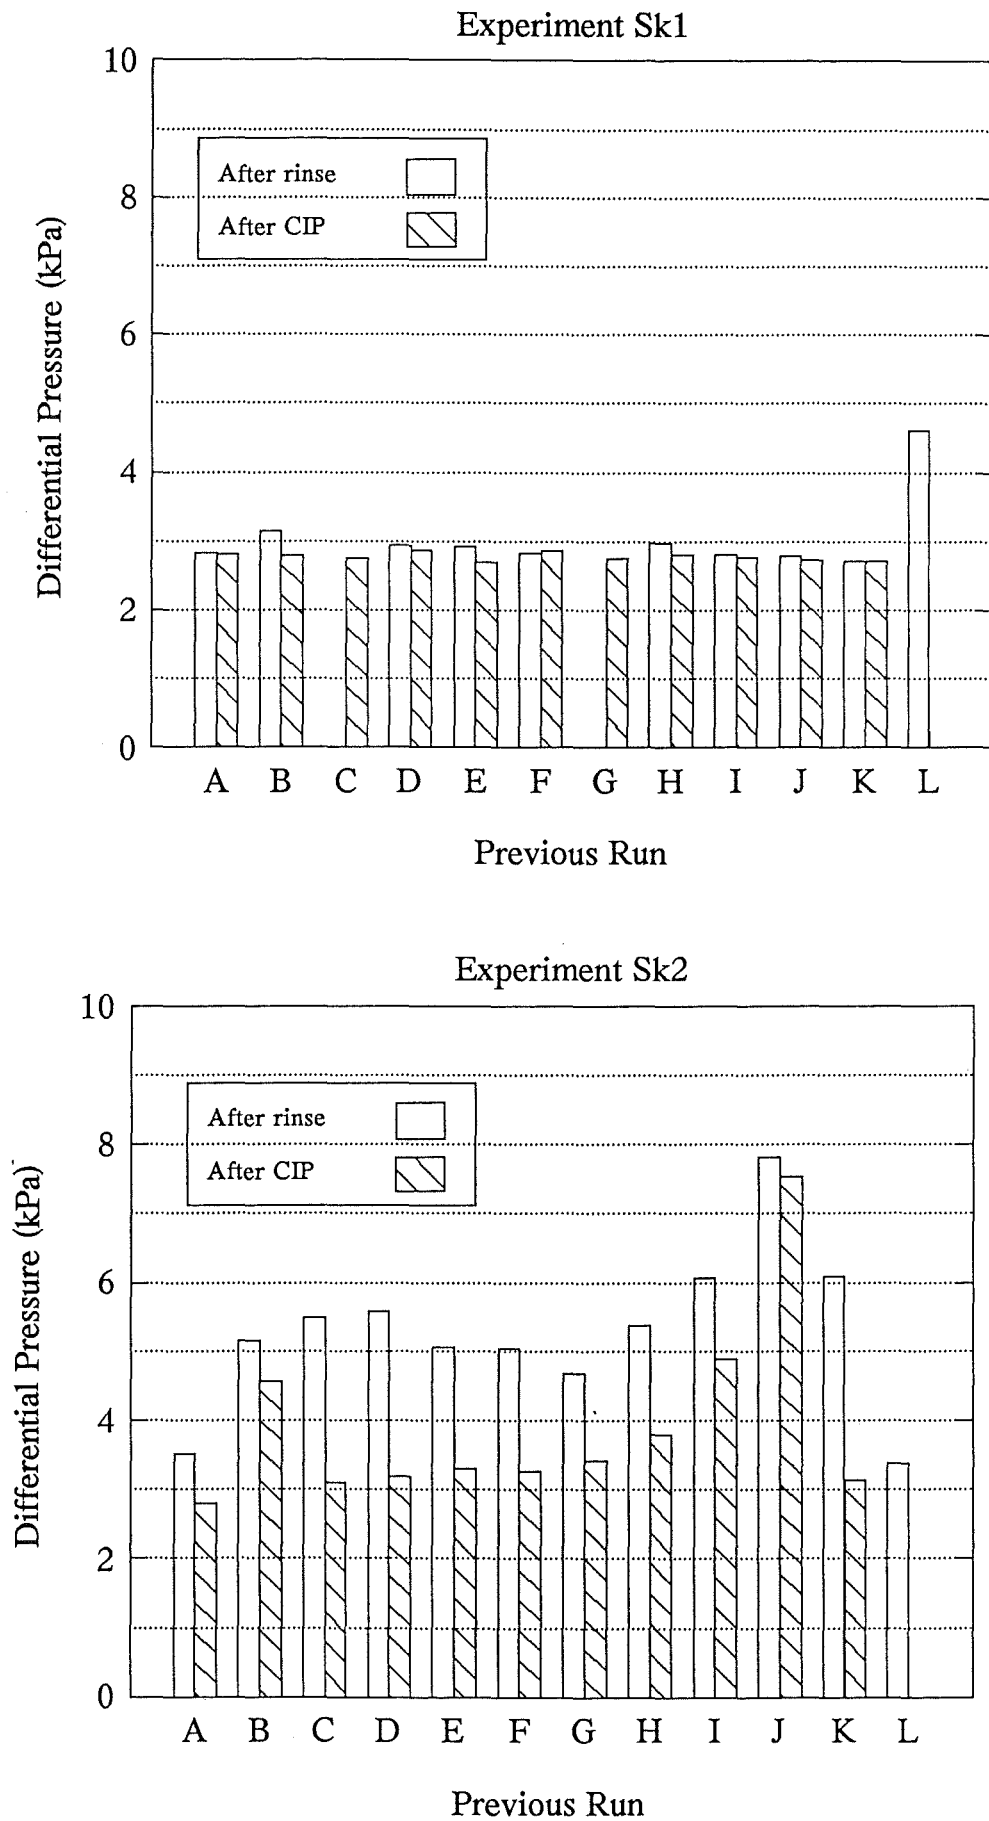 Experiment Sk1
10
8
6
4
2
0
Differential Pressure (kPa)
After rinse
After CIP
A B C D E F G H I J K L
Previous Run
Experiment Sk2
10
8
6
4
2
0
Differential Pressure (kPa)
After rinse
After CIP
A B C D E F G H I J K L
Previous Run